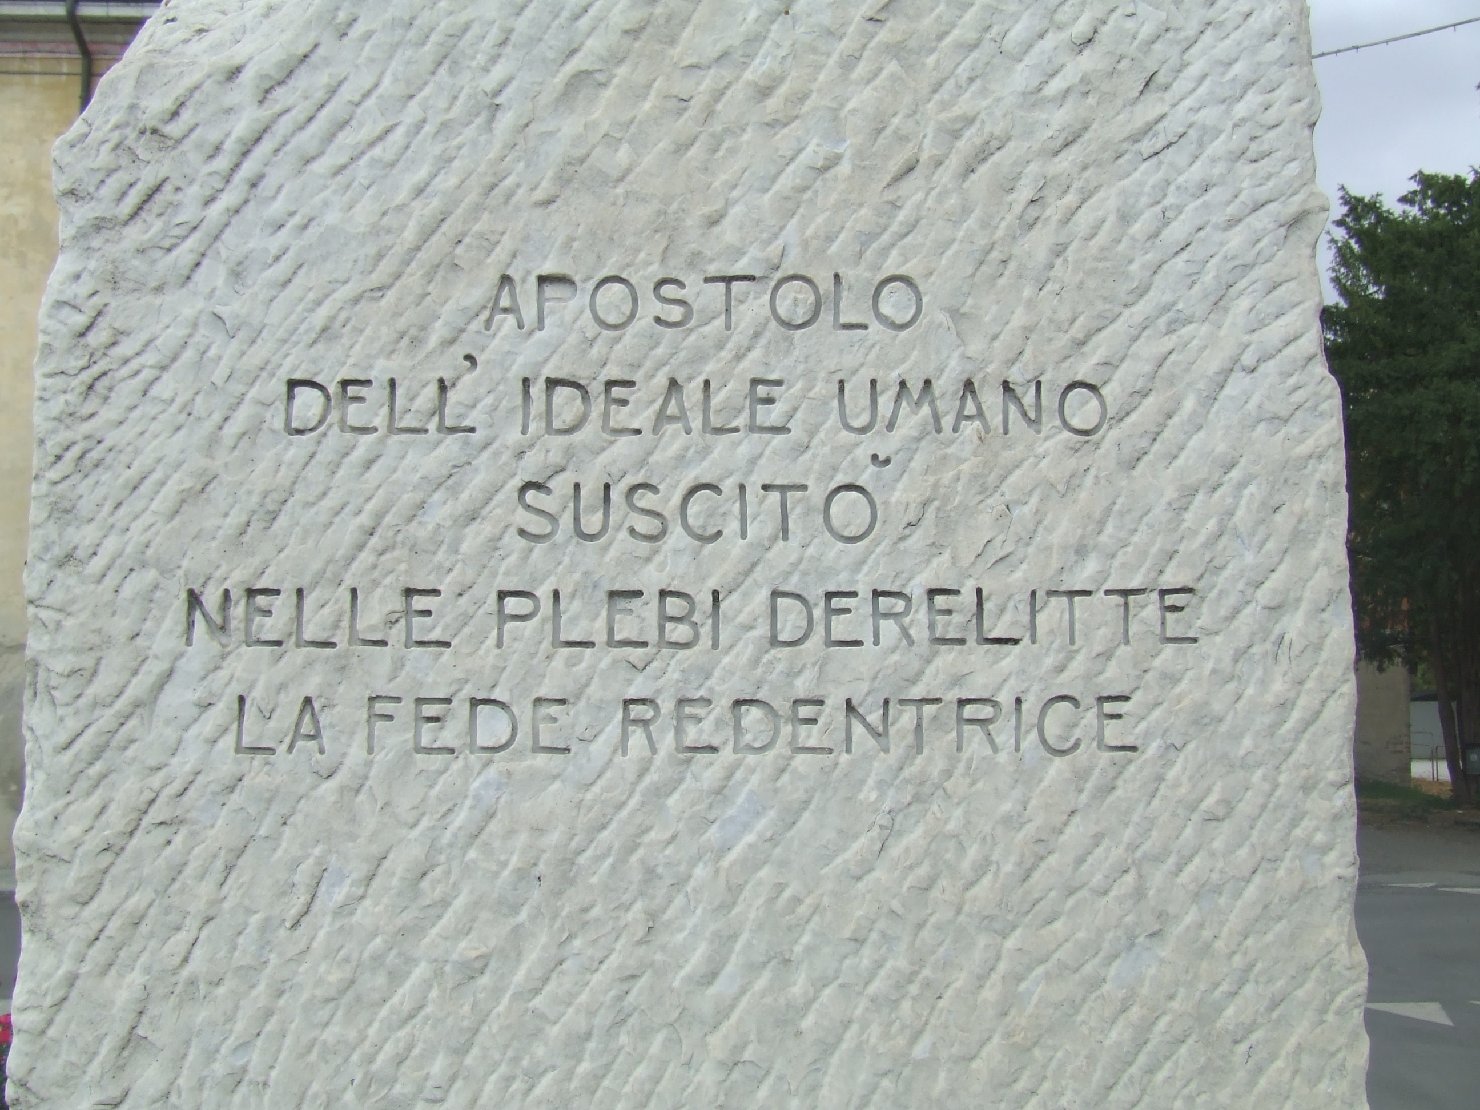 APOSTOLO
DELL' IDEALE UMANO
SUSCITÒ
NELLE PLEBI DERELITTE
LA FEDE REDENTRICE